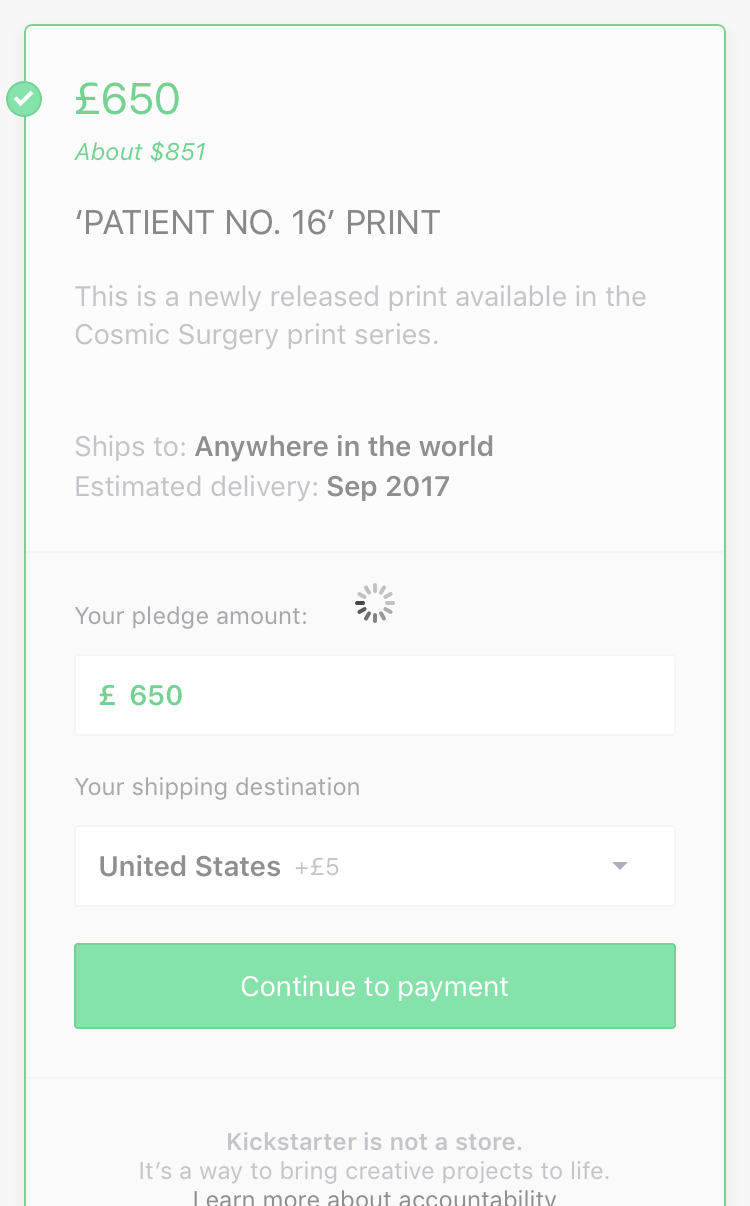 £650
About $851
‘PATIENT NO. 16’ PRINT
This is a newly released print available in the
Cosmic Surgery print series.
Ships to: Anywhere in the world
Estimated delivery: Sep 2017
Your pledge amount:
£ 650
Your shipping destination
United States +£5
Continue to payment
Kickstarter is not a store.
It’s a way to bring creative projects to life.
Learn more about accountability